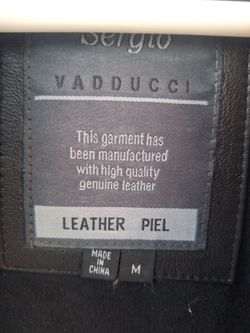 Sergio
VADDUCCI
This garment has
been manufactured
with high quality
genuine leather
LEATHER PIEL
MADE
IN
CHINA
M